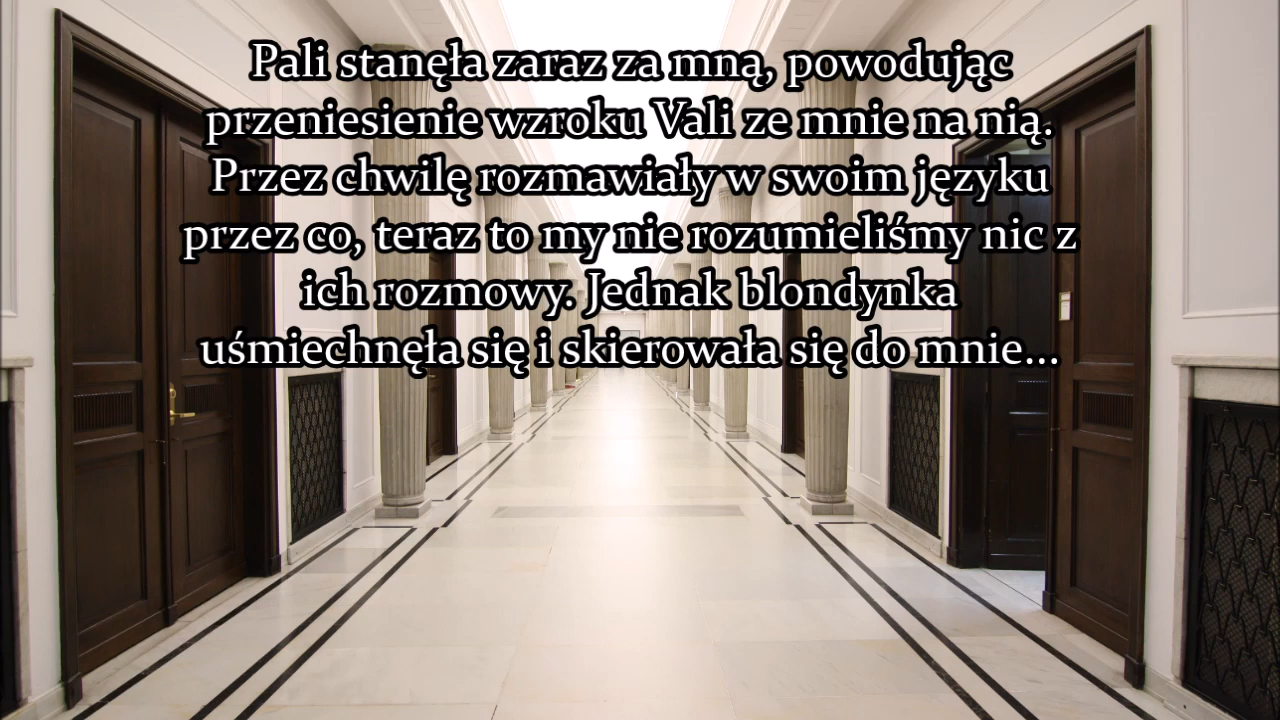 Pali stanęła zaraz za mną, powodując
przeniesienie wzroku Vali ze mnie na nią.
Przez chwilę rozmawiały w swoim języku
przez co, teraz to my nie rozumieliśmy nic z
ich rozmowy. Jednak blondynka
uśmiechnęła się i skierowała się do mnie...